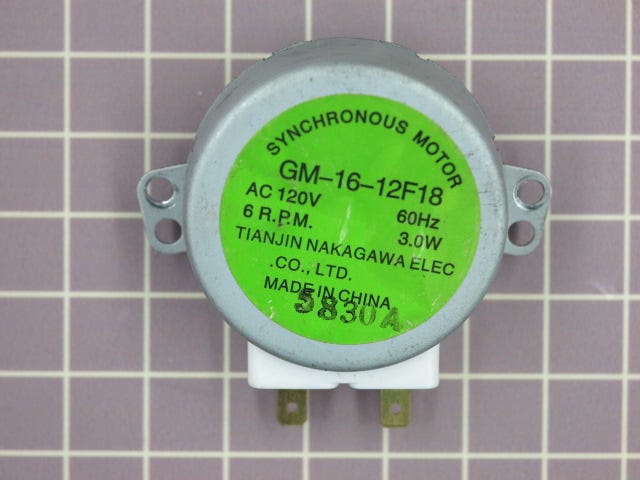 SYNCHRONOUS MOTOR
GM-16-12F18
AC 120V 60Hz
6 R.P.M. 3.0W
TIANJIN NAKAGAWA ELEC
.CO., LTD.
MADE IN CHINA
5830A